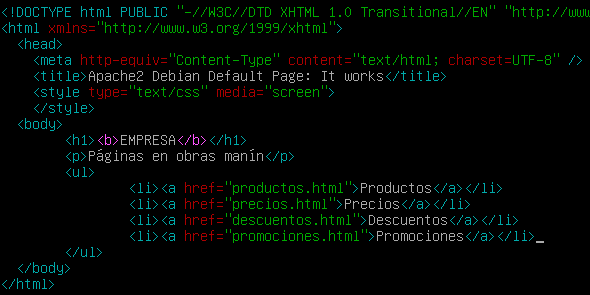 <!DOCTYPE html PUBLIC "-//W3C//DTD XHTML 1.0 Transitional//EN" "http://www
<html xmlns="http://www.w3.org/1999/xhtml">
<head>
<meta http-equiv="Content-Type" content="text/html; charset=UTF-8" />
<title>Apache2 Debian Default Page: It works</title>
<style type="text/css" media="screen">
</style>
<body>
<h1><b>EMPRESA</b></h1>
<p>Páginas en obras manín</p>
<ul>
<li><a href="productos.html">Productos</a></li>
<li><a href="precios.html">Precios</a></li>
<li><a href="descuentos.html">Descuentos</a></li>
<li><a href="promociones.html">Promociones</a></li>
</ul>
</body>
</html>